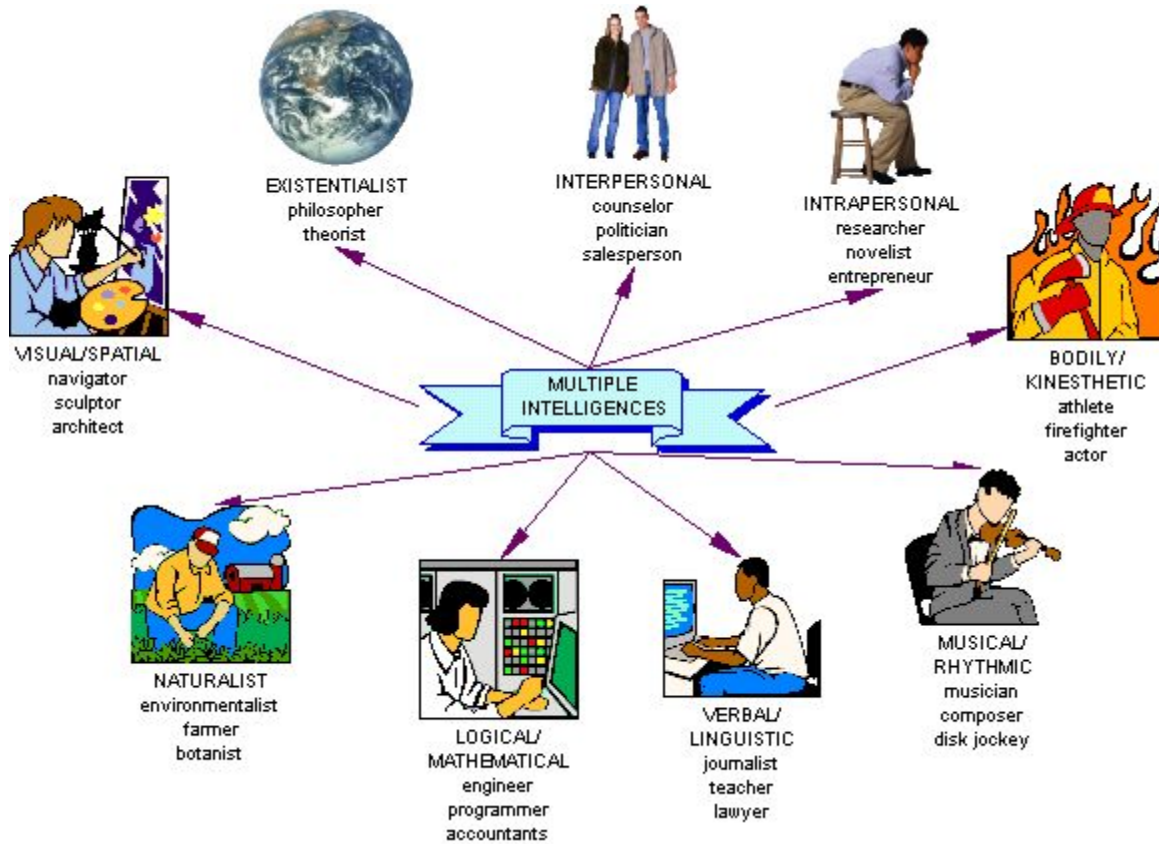 EXISTENTIALIST
philosopher
theorist
INTERPERSONAL
counselor
politician
salesperson
INTRAPERSONAL
researcher
novelist
entrepreneur
VISUAL/SPATIAL
navigator
sculptor
architect
MULTIPLE
INTELLIGENCES
BODILY/
KINESTHETIC
athlete
firefighter
actor
NATURALIST
environmentalist
farmer
botanist
LOGICAL/
MATHEMATICAL
engineer
programmer
accountants
VERBAL/
LINGUISTIC
journalist
teacher
lawyer
MUSICAL/
RHYTHMIC
musician
composer
disk jockey